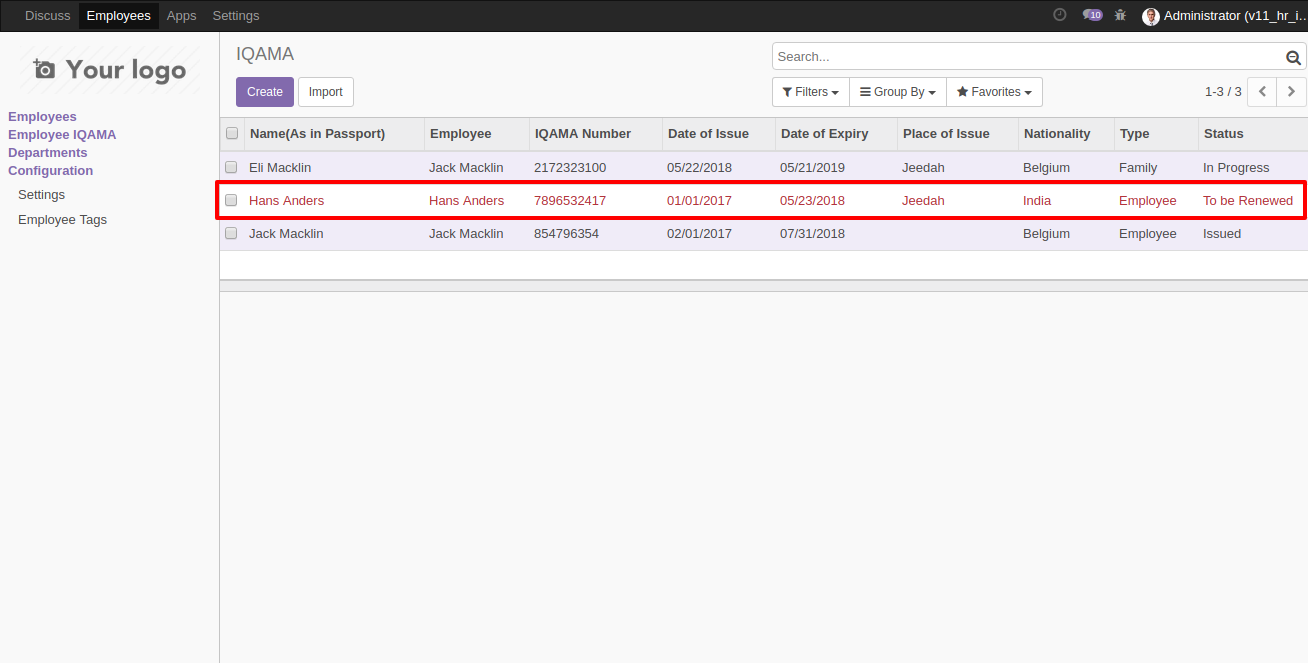 Discuss Employees Apps Settings 10 Administrator (v11_hr_i...
Your logo
IQAMA
Search...
Create Import
Filters Group By Favorites 1-3 / 3
Employees
Employee IQAMA
Departments
Configuration
Settings
Employee Tags
Name(As in Passport) Employee IQAMA Number Date of Issue Date of Expiry Place of Issue Nationality Type Status
Eli Macklin Jack Macklin 2172323100 05/22/2018 05/21/2019 Jeedah Belgium Family In Progress
Hans Anders Hans Anders 7896532417 01/01/2017 05/23/2018 Jeedah India Employee To be Renewed
Jack Macklin Jack Macklin 854796354 02/01/2017 07/31/2018 Belgium Employee Issued